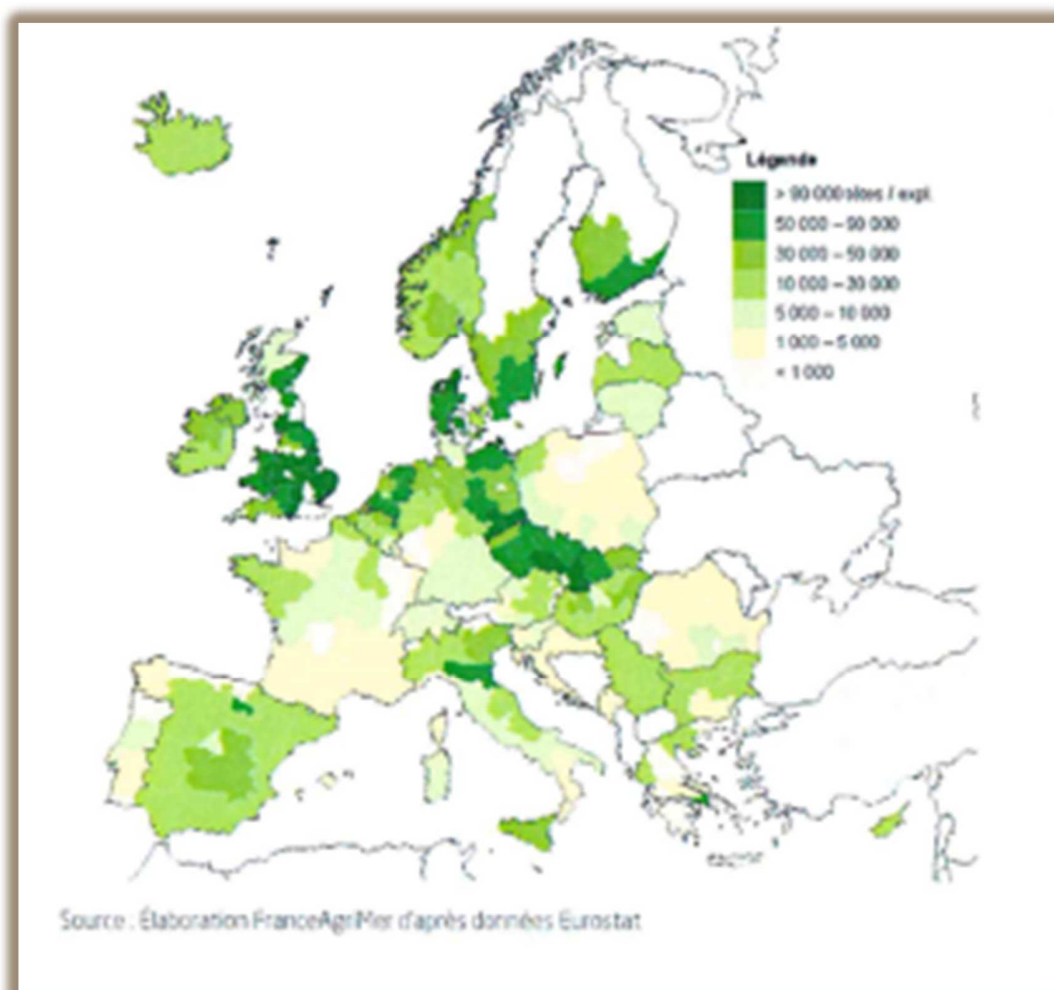 Légende
> 90 000 têtes / expl.
50 000 – 90 000
30 000 – 50 000
10 000 – 30 000
5 000 – 10 000
1 000 – 5 000
< 1 000
Source : Élaboration FranceAgriMer d'après données Eurostat